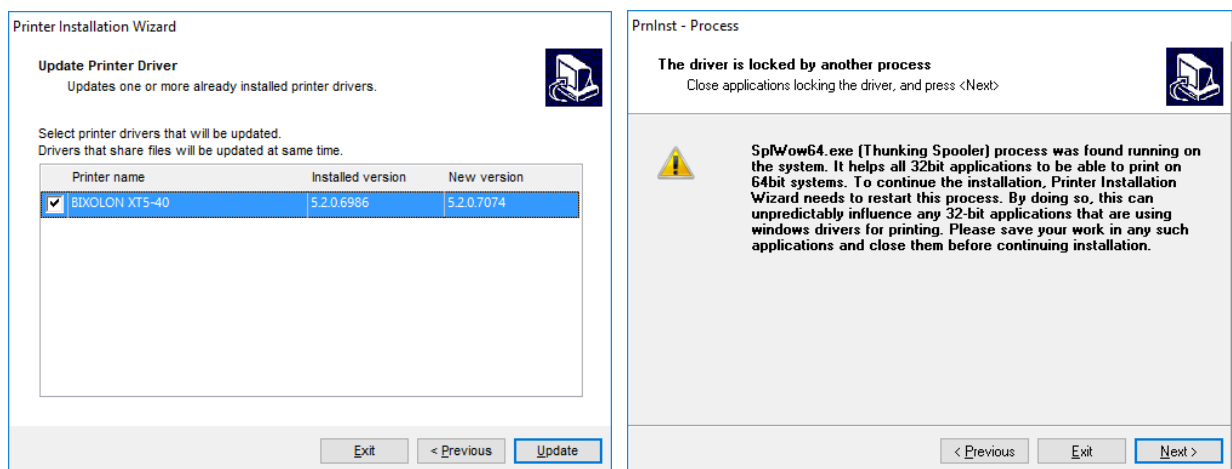 Printer Installation Wizard
Update Printer Driver
Updates one or more already installed printer drivers.
Select printer drivers that will be updated.
Drivers that share files will be updated at same time.
Printer name Installed version New version
BIXOLON XT5-40 5.2.0.6986 5.2.0.7074
Exit < Previous Update
PrnInst - Process
The driver is locked by another process
Close applications locking the driver, and press <Next>
SplWow64.exe (Thunking Spooler) process was found running on
the system. It helps all 32bit applications to be able to print on
64bit systems. To continue the installation, Printer Installation
Wizard needs to restart this process. By doing so, this can
unpredictably influence any 32-bit applications that are using
windows drivers for printing. Please save your work in any such
applications and close them before continuing installation.
< Previous Exit Next >